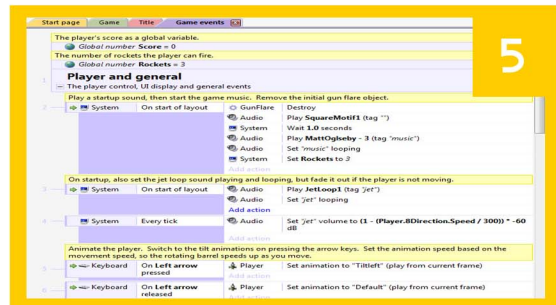 Start page Game Title Game events
5
The player's score as a global variable.
Global number Score = 0
The number of rockets the player can fire.
Global number Rockets = 3
1 Player and general
The player control, UI display and general events
Play a startup sound, then start the game music. Remove the initial gun flare object.
2 System On start of layout GunFlare Destroy
Audio Play SquareMotif1 (tag "")
System Wait 1.0 seconds
Audio Play MattOglseby - 3 (tag "music")
Audio Set "music" looping
System Set Rockets to 3
Add action
On startup, also set the jet loop sound playing and looping, but fade it out if the player is not moving.
3 System On start of layout Audio Play JetLoop1 (tag "jet")
Audio Set "jet" looping
Add action
4 System Every tick Audio Set "jet" volume to (1 - (Player.8Direction.Speed / 300)) * -60
dB
Add action
Animate the player. Switch to the tilt animations on pressing the arrow keys. Set the animation speed based on the
movement speed, so the rotating barrel speeds up as you move.
5 Keyboard On Left arrow Player Set animation to "Tiltleft" (play from current frame)
pressed Add action
6 Keyboard On Left arrow Player Set animation to "Default" (play from current frame)
released Add action